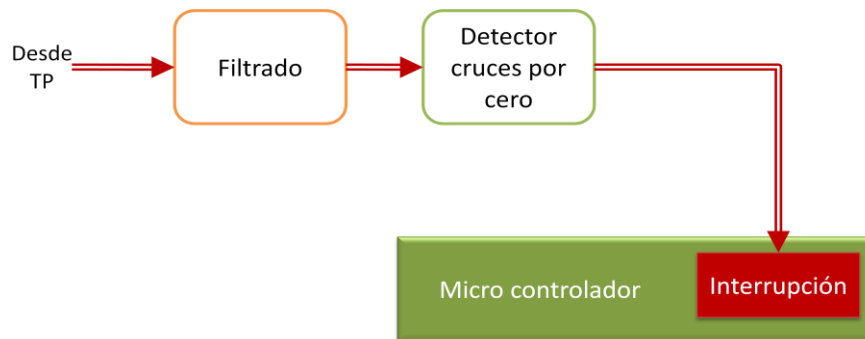 Desde
TP
Filtrado
Detector
cruces por
cero
Micro controlador
Interrupción